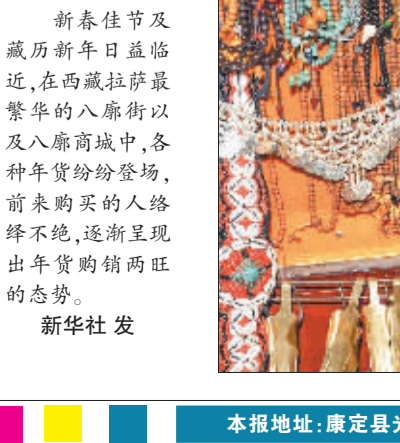 新春佳节及
藏历新年日益临
近,在西藏拉萨最
繁华的八廓街以
及八廓商城中,各
种年货纷纷登场,
前来购买的人络
绎不绝,逐渐呈现
出年货购销两旺
的态势。
新华社 发
本报地址:康定县